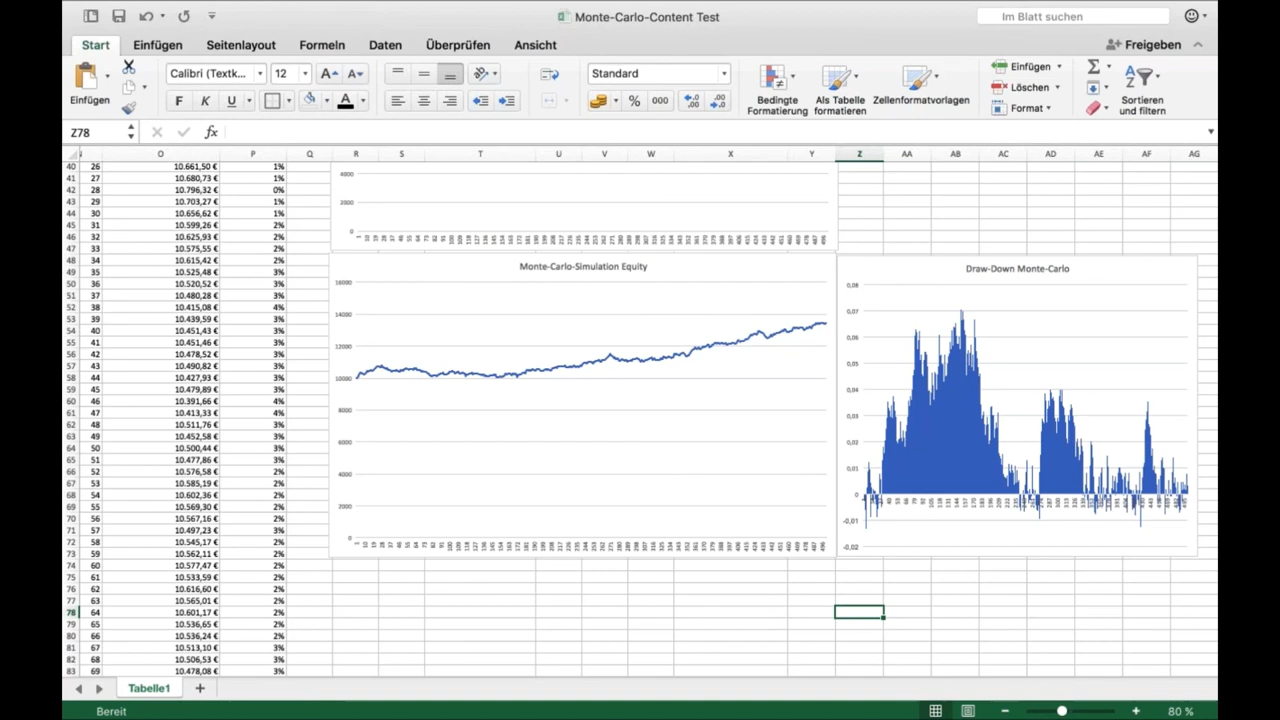 Monte-Carlo-Content Test
Im Blatt suchen
Start Einfügen Seitenlayout Formeln Daten Überprüfen Ansicht Freigeben
Einfügen
Calibri (Textk... 12
F K U A
Standard
% 000
Bedingte Formatierung
Als Tabelle formatieren
Zellenformatvorlagen
Einfügen
Löschen
Format
Sortieren und filtern
Z78 fx
O P Q R S T U V W X Y Z AA AB AC AD AE AF AG
40 26 10.661,50 € 1%
41 27 10.680,73 € 1%
42 28 10.796,32 € 0%
43 29 10.703,27 € 1%
44 30 10.656,62 € 1%
45 31 10.599,26 € 2%
46 32 10.625,93 € 2%
47 33 10.575,55 € 2%
48 34 10.615,42 € 2%
49 35 10.525,48 € 3%
50 36 10.520,52 € 3%
51 37 10.480,28 € 3%
52 38 10.415,08 € 4%
53 39 10.439,59 € 3%
54 40 10.451,43 € 3%
55 41 10.451,46 € 3%
56 42 10.478,52 € 3%
57 43 10.490,82 € 3%
58 44 10.427,93 € 3%
59 45 10.479,89 € 3%
60 46 10.391,66 € 4%
61 47 10.413,33 € 4%
62 48 10.511,76 € 3%
63 49 10.452,58 € 3%
64 50 10.500,44 € 3%
65 51 10.477,86 € 3%
66 52 10.576,58 € 2%
67 53 10.585,19 € 2%
68 54 10.602,36 € 2%
69 55 10.569,30 € 2%
70 56 10.567,16 € 2%
71 57 10.497,23 € 3%
72 58 10.545,17 € 2%
73 59 10.562,11 € 2%
74 60 10.577,47 € 2%
75 61 10.533,59 € 2%
76 62 10.616,60 € 2%
77 63 10.565,01 € 2%
78 64 10.601,17 € 2%
79 65 10.536,65 € 2%
80 66 10.536,24 € 2%
81 67 10.513,10 € 3%
82 68 10.506,53 € 3%
83 69 10.478,08 € 3%
4000
2000
0
Monte-Carlo-Simulation Equity
16000
14000
12000
10000
8000
6000
4000
2000
0
Draw-Down Monte-Carlo
0,08
0,07
0,06
0,05
0,04
0,03
0,02
0,01
0
-0,01
-0,02
Tabelle1
Bereit
80 %